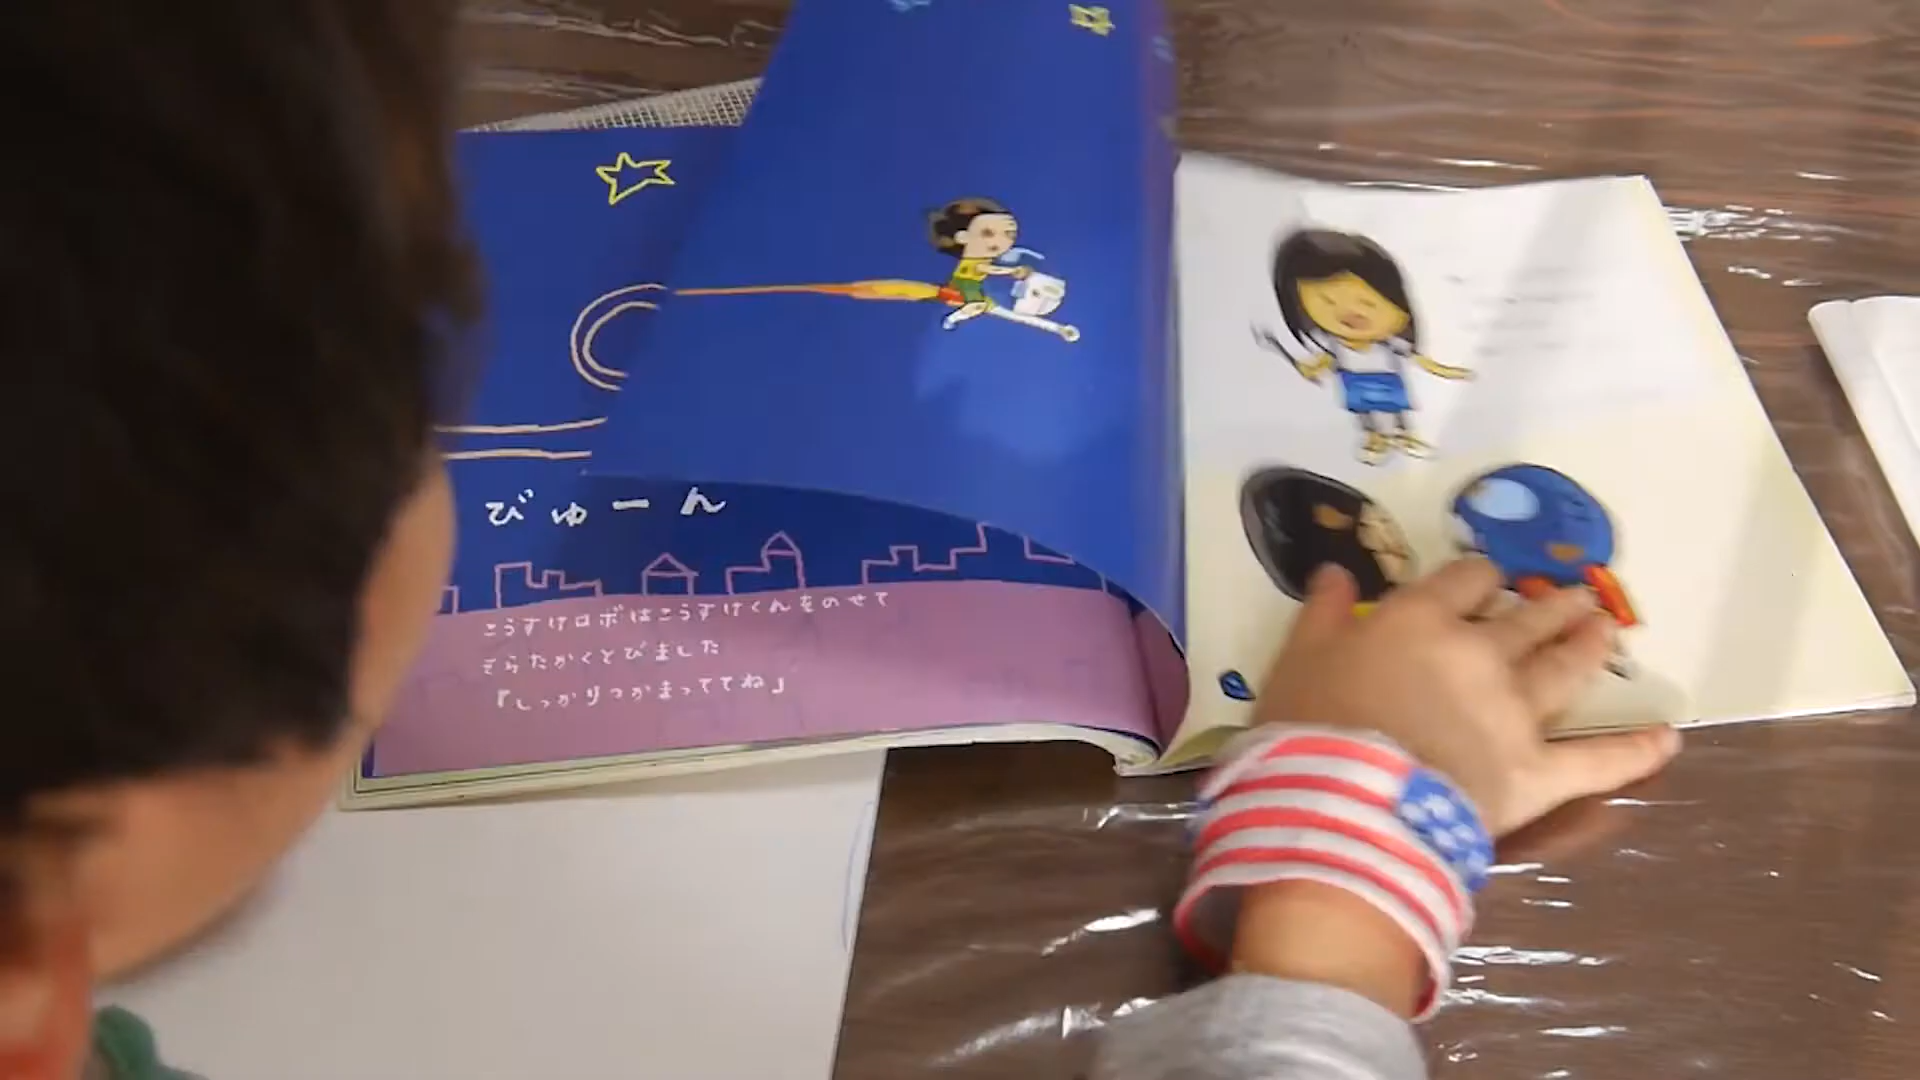 びゅーん
こうすけロボはこうすけくんをのせて
そらたかくとびました
「しっかりつかまっててね」